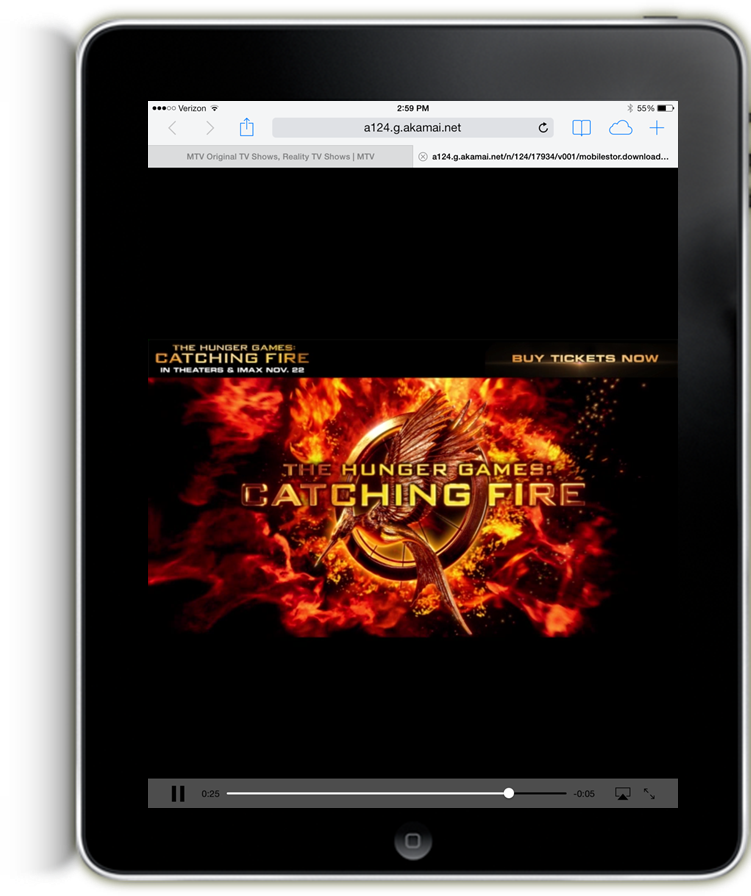 Verizon 2:59 PM 55%
a124.g.akamai.net
MTV Original TV Shows, Reality TV Shows | MTV a124.g.akamai.net/n/124/17934/v001/mobilestor.download...
THE HUNGER GAMES:
CATCHING FIRE
IN THEATERS & IMAX NOV. 22
BUY TICKETS NOW
THE HUNGER GAMES:
CATCHING FIRE
0:25 -0:05